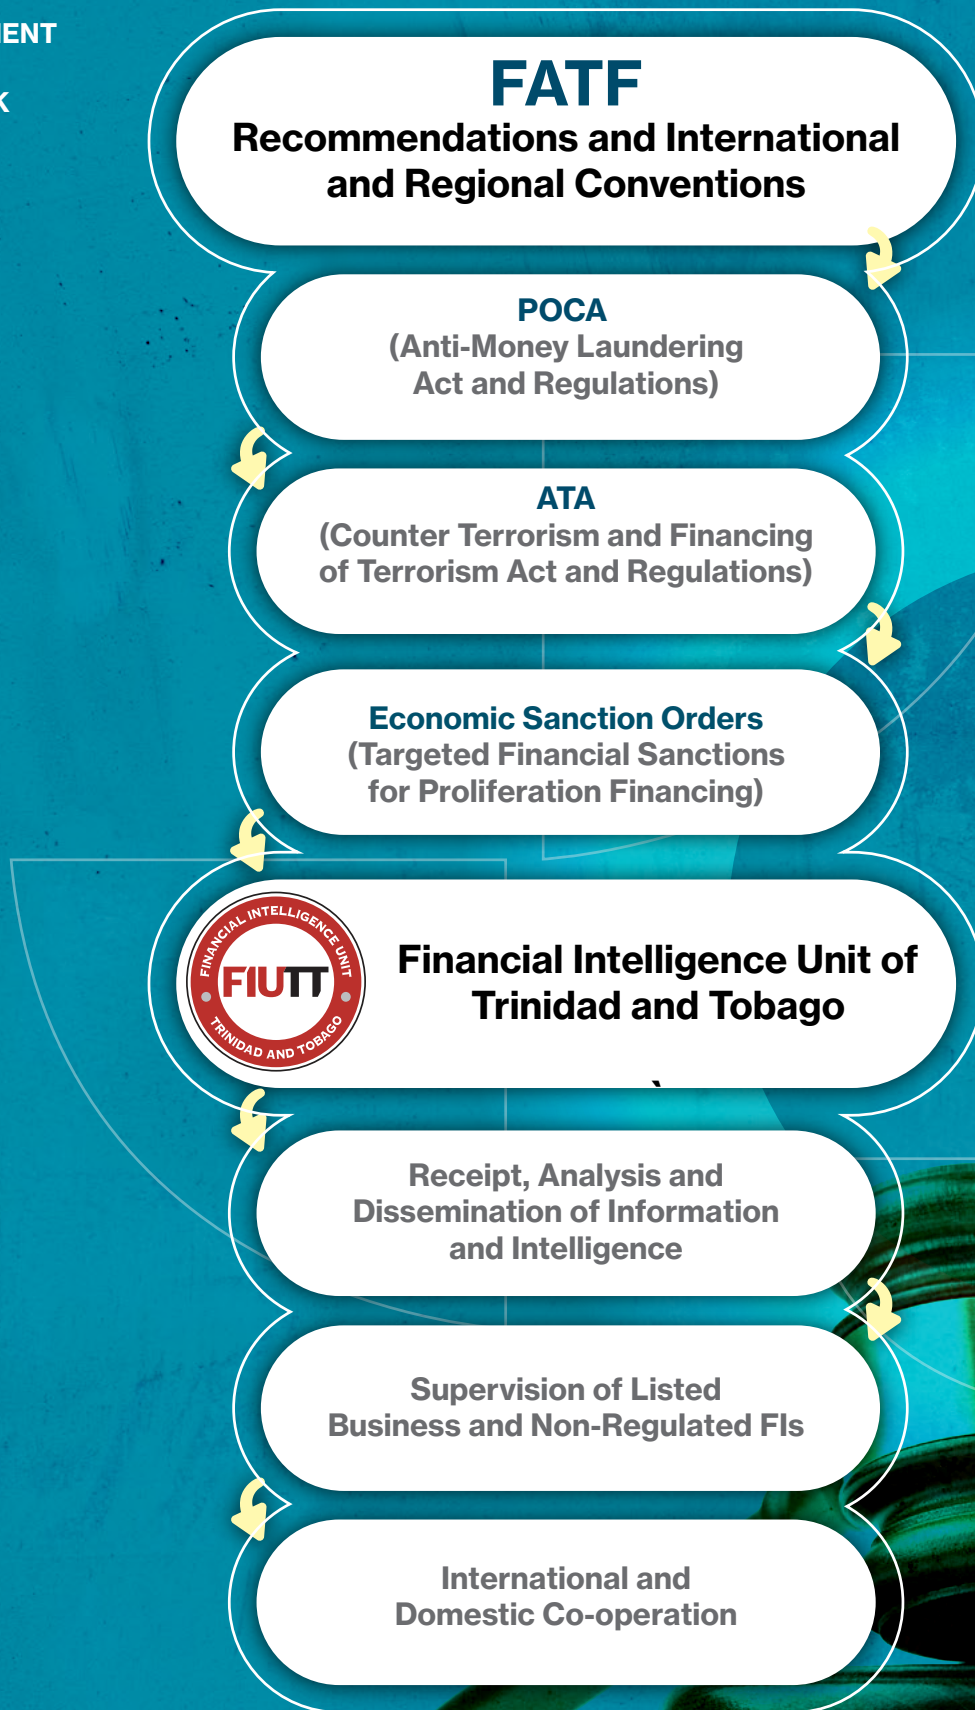 FATF
Recommendations and International
and Regional Conventions
POCA
(Anti-Money Laundering
Act and Regulations)
ATA
(Counter Terrorism and Financing
of Terrorism Act and Regulations)
Economic Sanction Orders
(Targeted Financial Sanctions
for Proliferation Financing)
FINANCIAL INTELLIGENCE UNIT
FIUTT
TRINIDAD AND TOBAGO
Financial Intelligence Unit of
Trinidad and Tobago
Receipt, Analysis and
Dissemination of Information
and Intelligence
Supervision of Listed
Business and Non-Regulated FIs
International and
Domestic Co-operation